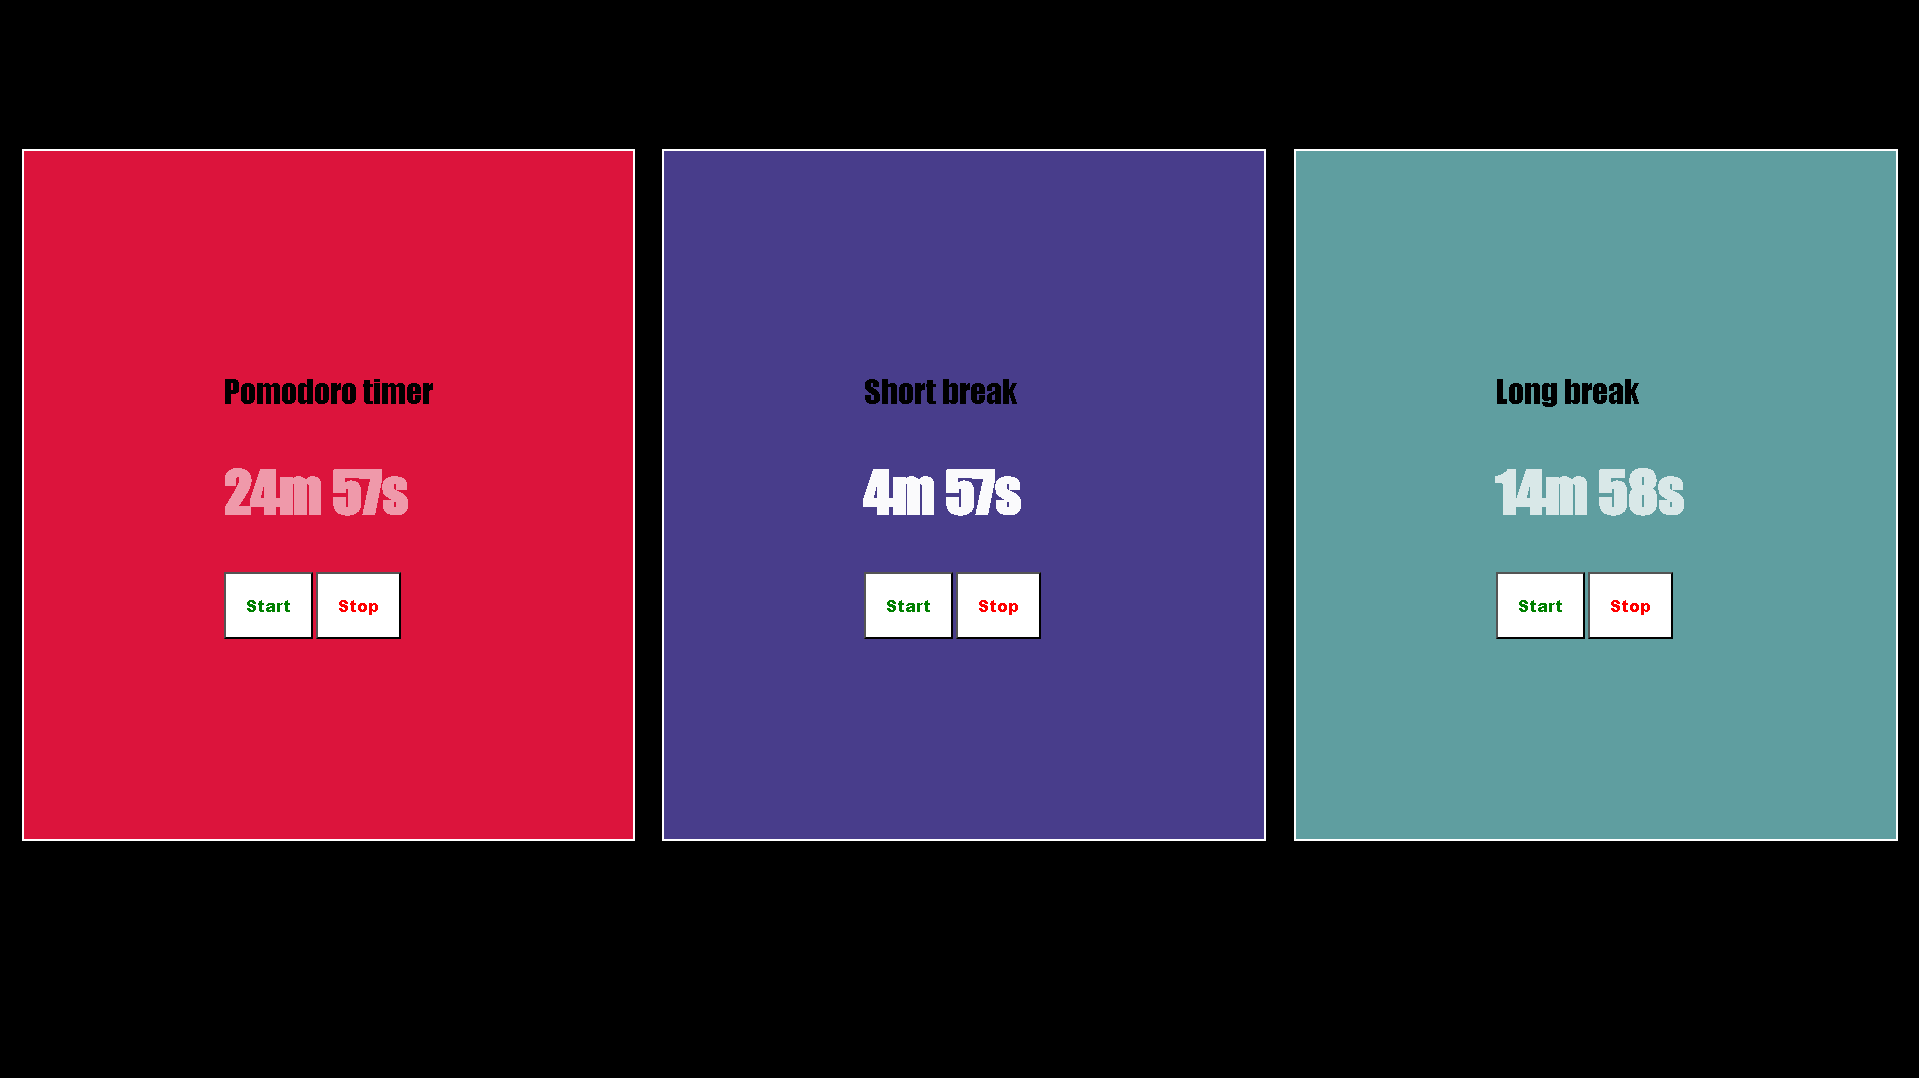 Pomodoro timer
24m 57s
Start Stop
Short break
4m 57s
Start Stop
Long break
14m 58s
Start Stop